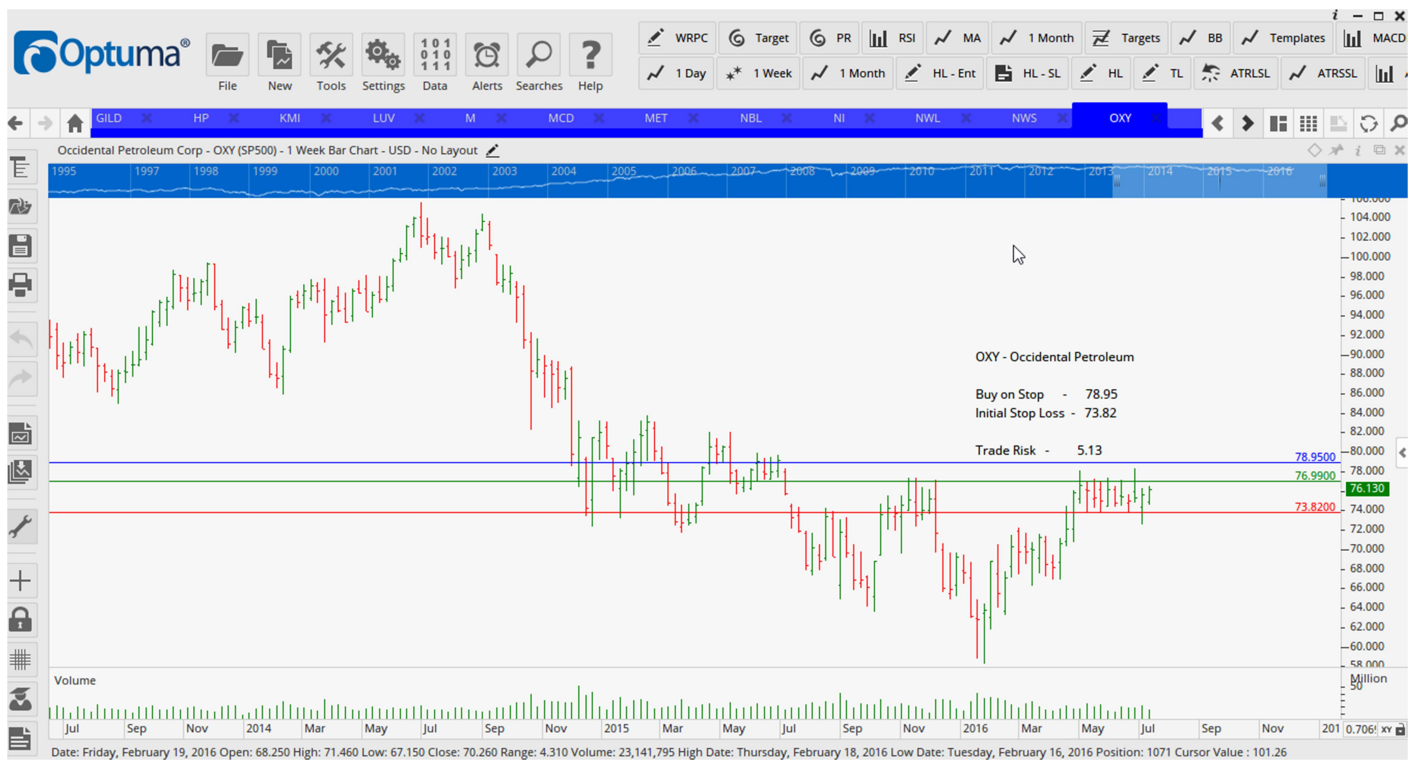 i
Optuma®
WRPC Target PR RSI MA 1 Month Targets BB Templates MACD
1 Day 1 Week 1 Month HL - Ent HL - SL HL TL ATRLSL ATRSSL
101
010
111
File New Tools Settings Data Alerts Searches Help
GILD HP KMI LUV M MCD MET NBL NI NWL NWS OXY
Occidental Petroleum Corp - OXY (SP500) - 1 Week Bar Chart - USD - No Layout
i
1995 1997 1998 1999 2000 2001 2002 2003 2004 2005 2006 2007 2008 2009 2010 2011 2012 2013 2014 2015 2016
106.000
104.000
102.000
100.000
98.000
96.000
94.000
92.000
90.000
88.000
86.000
84.000
82.000
80.000
78.000
76.130
74.000
72.000
70.000
68.000
66.000
64.000
62.000
60.000
58.000
OXY - Occidental Petroleum
Buy on Stop - 78.95
Initial Stop Loss - 73.82
Trade Risk - 5.13
78.9500
76.9900
73.8200
Volume
Million
50
Jul Sep Nov 2014 Mar May Jul Sep Nov 2015 Mar May Jul Sep Nov 2016 Mar May Jul Sep Nov 201
XY
Date: Friday, February 19, 2016 Open: 68.250 High: 71.460 Low: 67.150 Close: 70.260 Range: 4.310 Volume: 23,141,795 High Date: Thursday, February 18, 2016 Low Date: Tuesday, February 16, 2016 Position: 1071 Cursor Value : 101.26